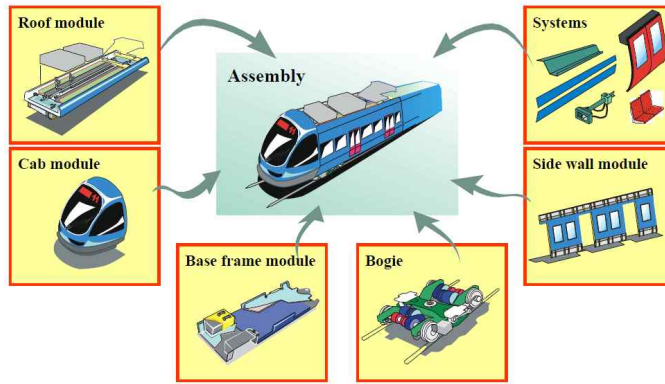 Roof module
Systems
Assembly
Cab module
Side wall module
Base frame module
Bogie